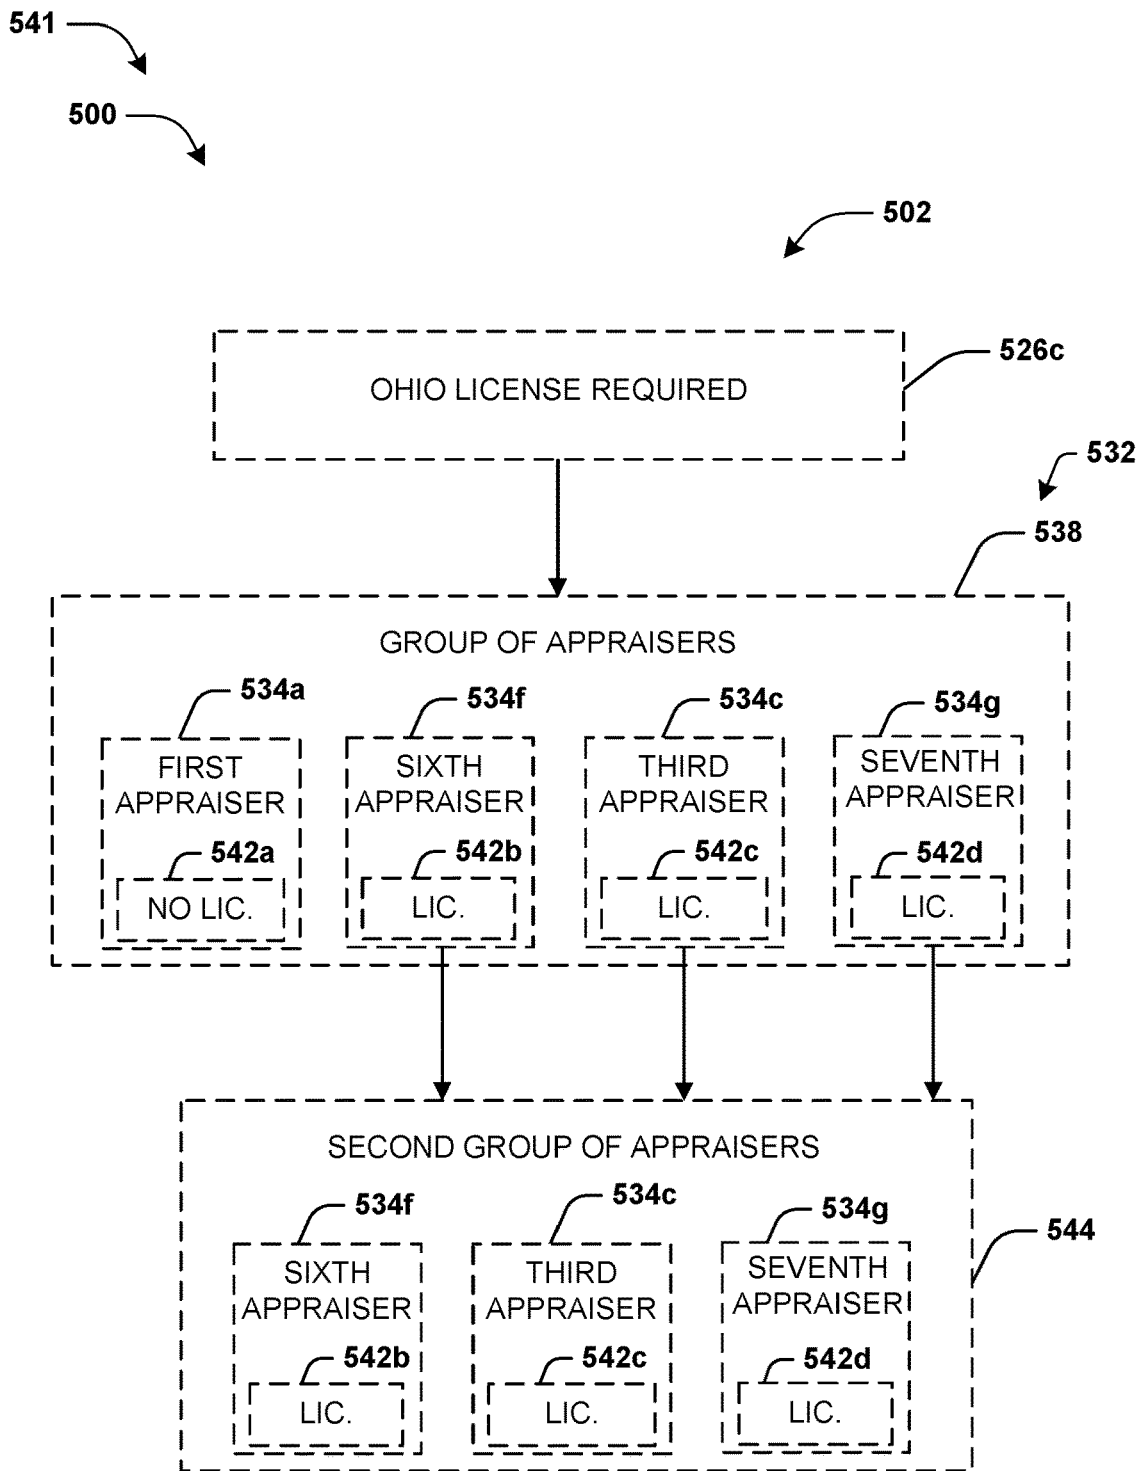 541
500
502
OHIO LICENSE REQUIRED
526c
532
538
GROUP OF APPRAISERS
534a
534f
534c
534g
FIRST
APPRAISER
SIXTH
APPRAISER
THIRD
APPRAISER
SEVENTH
APPRAISER
542a
542b
542c
542d
NO LIC.
LIC.
LIC.
LIC.
SECOND GROUP OF APPRAISERS
534f
534c
534g
544
SIXTH
APPRAISER
THIRD
APPRAISER
SEVENTH
APPRAISER
542b
542c
542d
LIC.
LIC.
LIC.